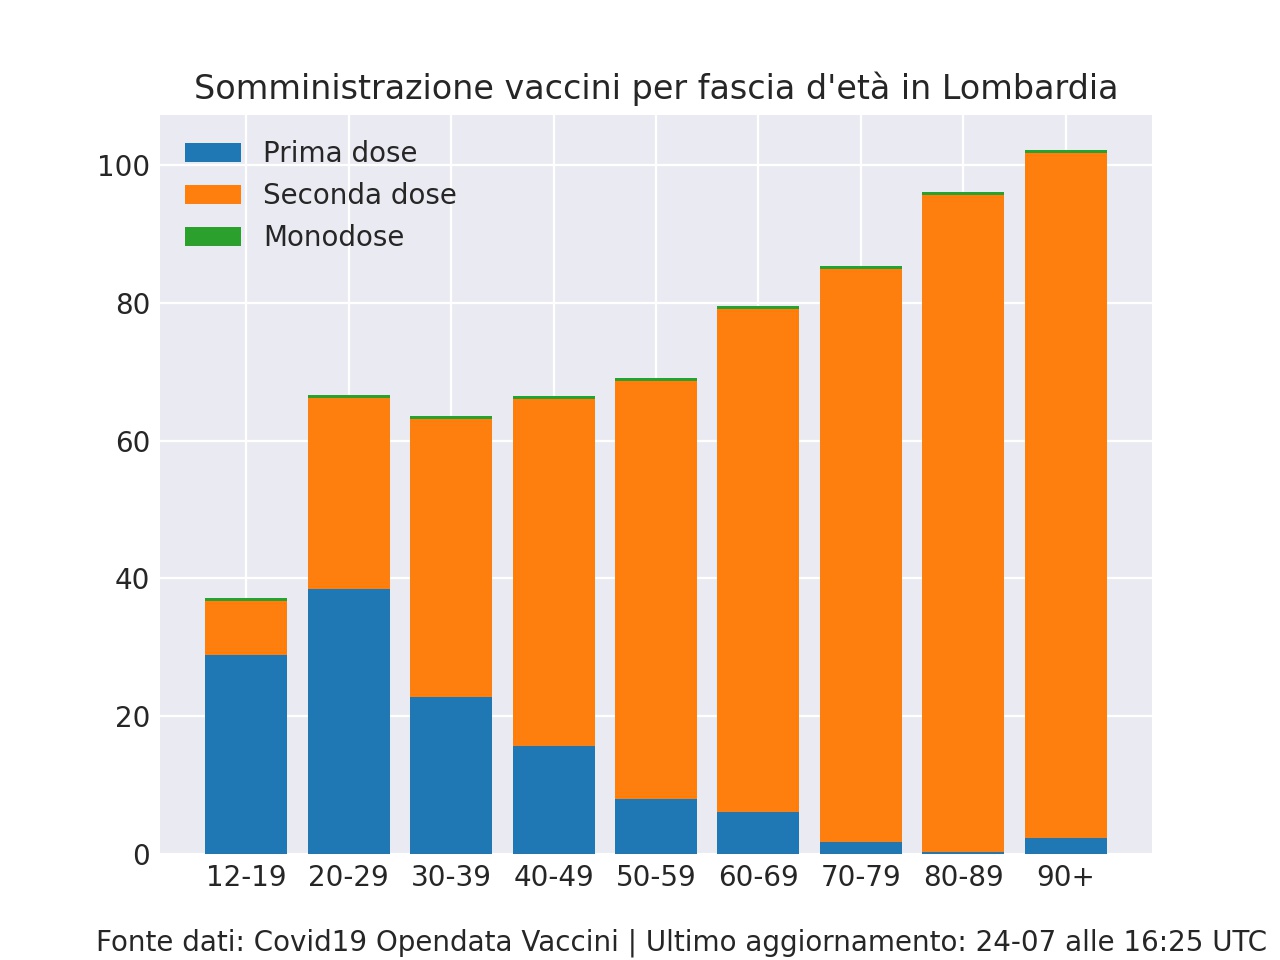 Somministrazione vaccini per fascia d'età in Lombardia
Prima dose
Seconda dose
Monodose
100
80
60
40
20
0
12-19 20-29 30-39 40-49 50-59 60-69 70-79 80-89 90+
Fonte dati: Covid19 Opendata Vaccini | Ultimo aggiornamento: 24-07 alle 16:25 UTC